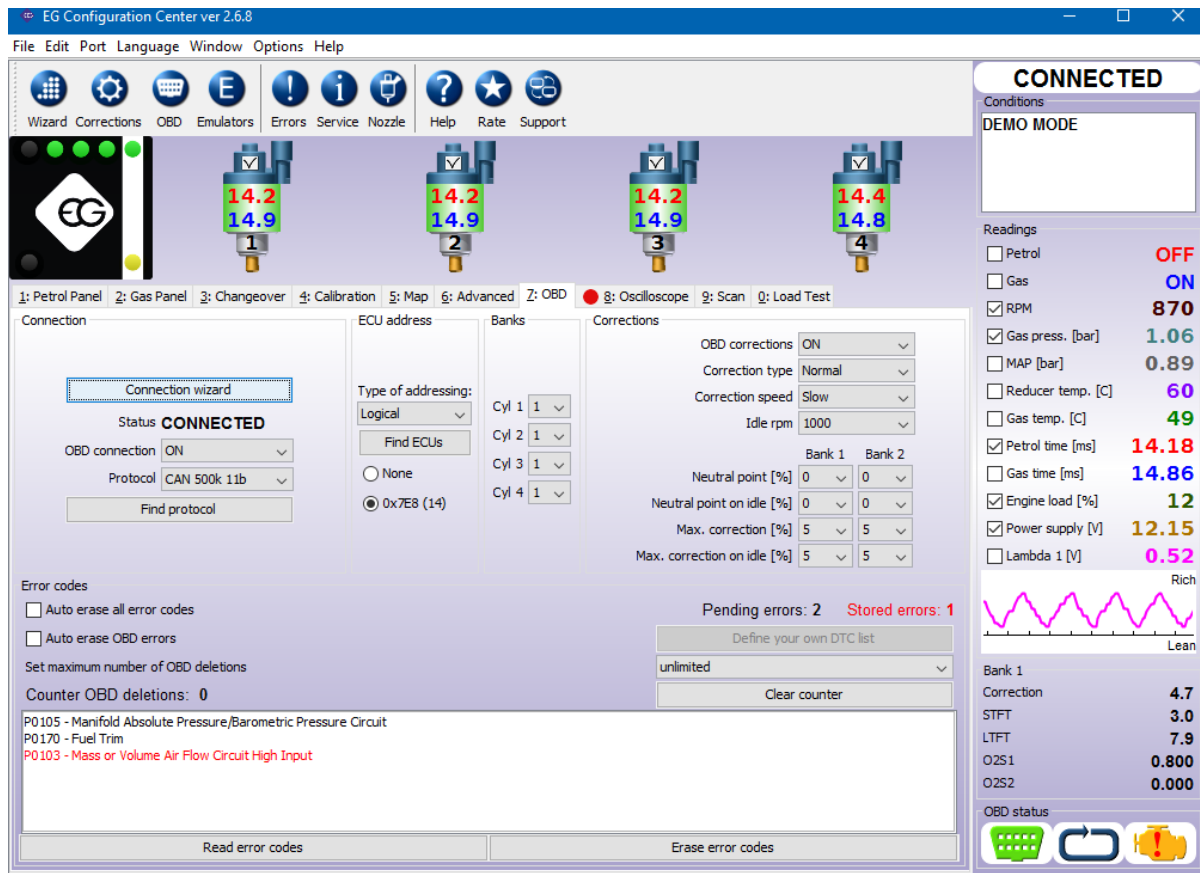 EG Configuration Center ver 2.6.8
File Edit Port Language Window Options Help
Wizard Corrections OBD Emulators Errors Service Nozzle Help Rate Support
CONNECTED
Conditions
DEMO MODE
EG
14.2 14.2 14.2 14.4
14.9 14.9 14.9 14.8
1 2 3 4
1: Petrol Panel 2: Gas Panel 3: Changeover 4: Calibration 5: Map 6: Advanced 7: OBD 8: Oscilloscope 9: Scan 0: Load Test
Connection
Connection wizard
Status CONNECTED
OBD connection ON
Protocol CAN 500k 11b
Find protocol
ECU address
Type of addressing:
Logical
Find ECUs
None
0x7E8 (14)
Banks
Cyl 1 1
Cyl 2 1
Cyl 3 1
Cyl 4 1
Corrections
OBD corrections ON
Correction type Normal
Correction speed Slow
Idle rpm 1000
Bank 1 Bank 2
Neutral point [%] 0 0
Neutral point on idle [%] 0 0
Max. correction [%] 5 5
Max. correction on idle [%] 5 5
Error codes
Auto erase all error codes
Pending errors: 2 Stored errors: 1
Auto erase OBD errors
Define your own DTC list
Set maximum number of OBD deletions
unlimited
Counter OBD deletions: 0
Clear counter
P0105 - Manifold Absolute Pressure/Barometric Pressure Circuit
P0170 - Fuel Trim
P0103 - Mass or Volume Air Flow Circuit High Input
Read error codes
Erase error codes
Readings
Petrol OFF
Gas ON
RPM 870
Gas press. [bar] 1.06
MAP [bar] 0.89
Reducer temp. [C] 60
Gas temp. [C] 49
Petrol time [ms] 14.18
Gas time [ms] 14.86
Engine load [%] 12
Power supply [V] 12.15
Lambda 1 [V] 0.52
Rich
Lean
Bank 1
Correction 4.7
STFT 3.0
LTFT 7.9
O2S1 0.800
O2S2 0.000
OBD status